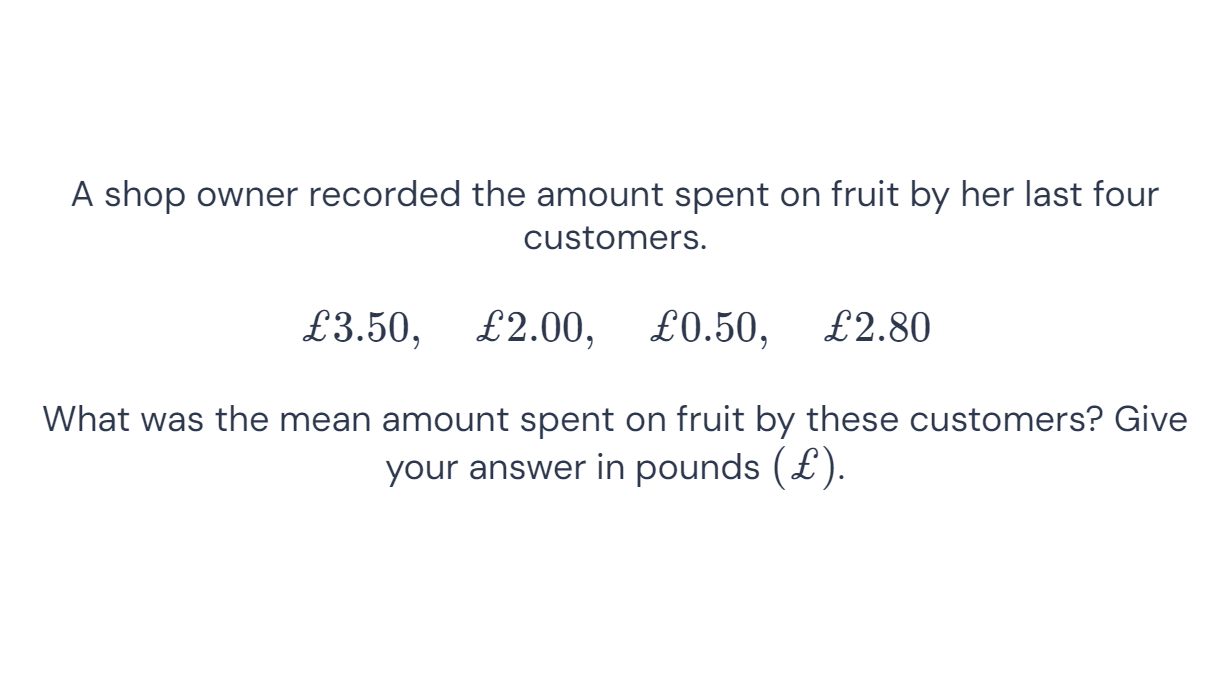 A shop owner recorded the amount spent on fruit by her last four
customers.
£3.50, £2.00, £0.50, £2.80
What was the mean amount spent on fruit by these customers? Give
your answer in pounds (£).